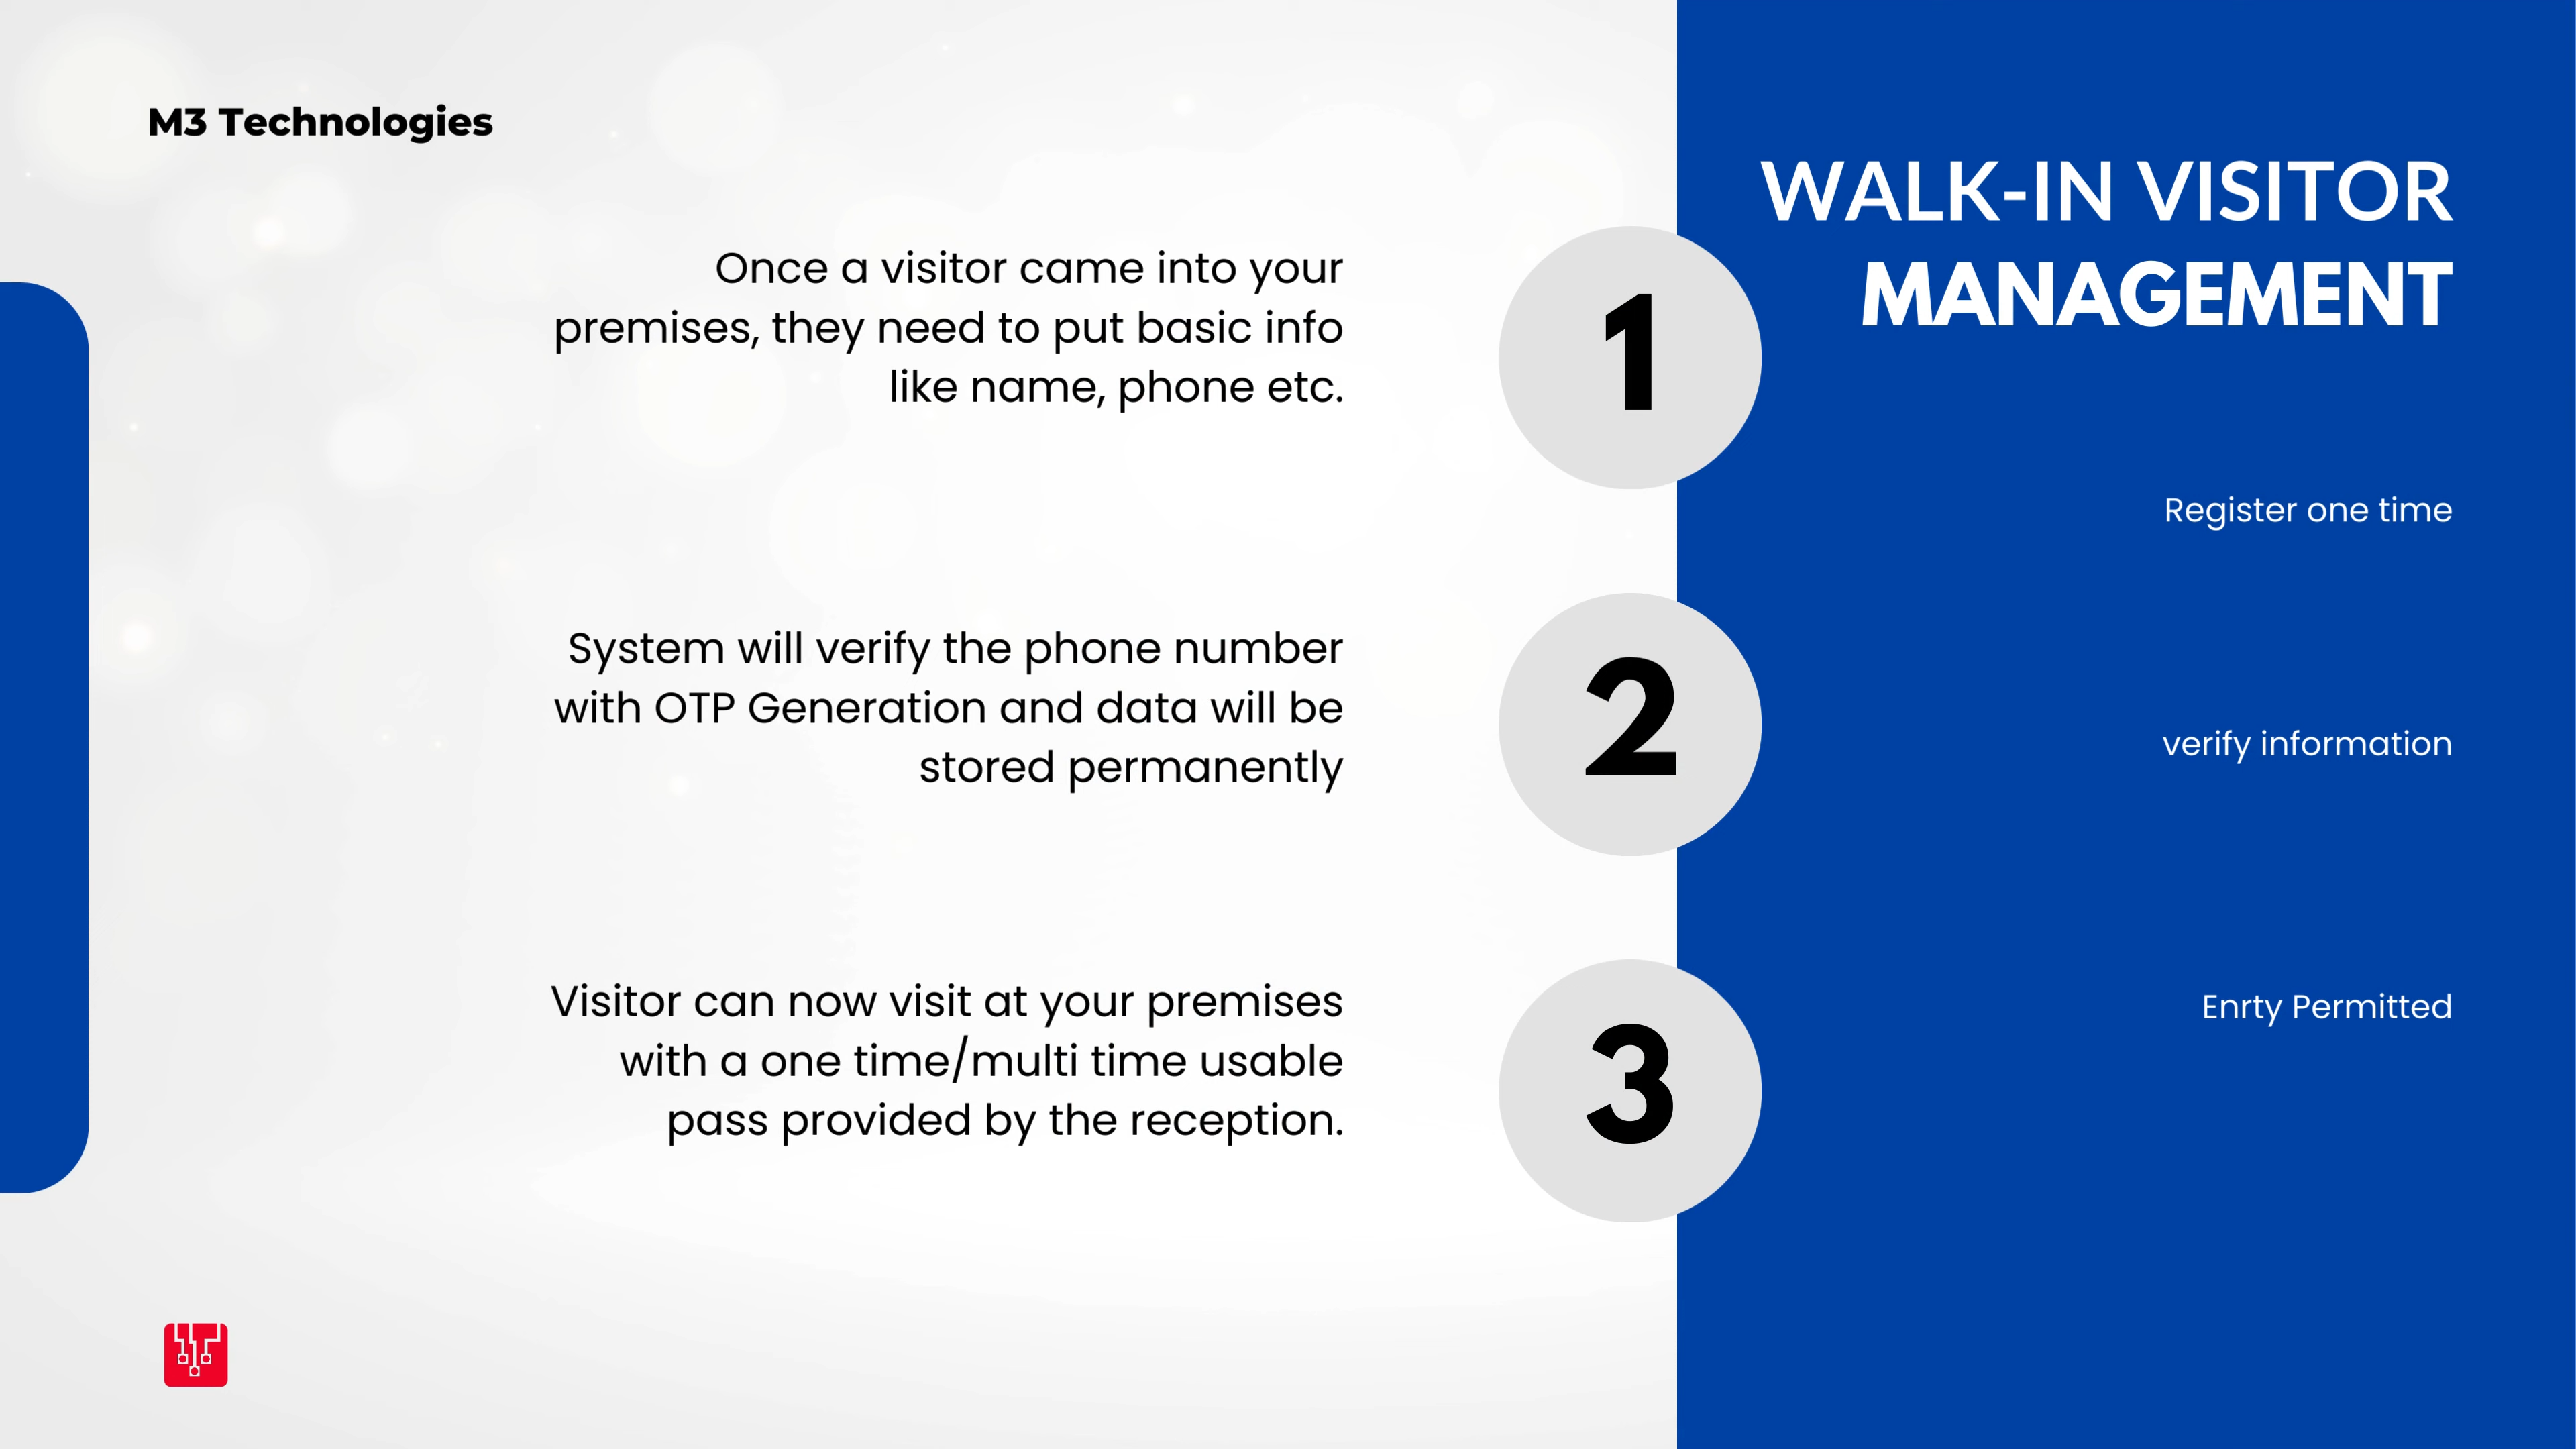 M3 Technologies
WALK-IN VISITOR
MANAGEMENT
Once a visitor came into your
premises, they need to put basic info
like name, phone etc.
1
Register one time
System will verify the phone number
with OTP Generation and data will be
stored permanently
2
verify information
Visitor can now visit at your premises
with a one time/multi time usable
pass provided by the reception.
3
Enrty Permitted